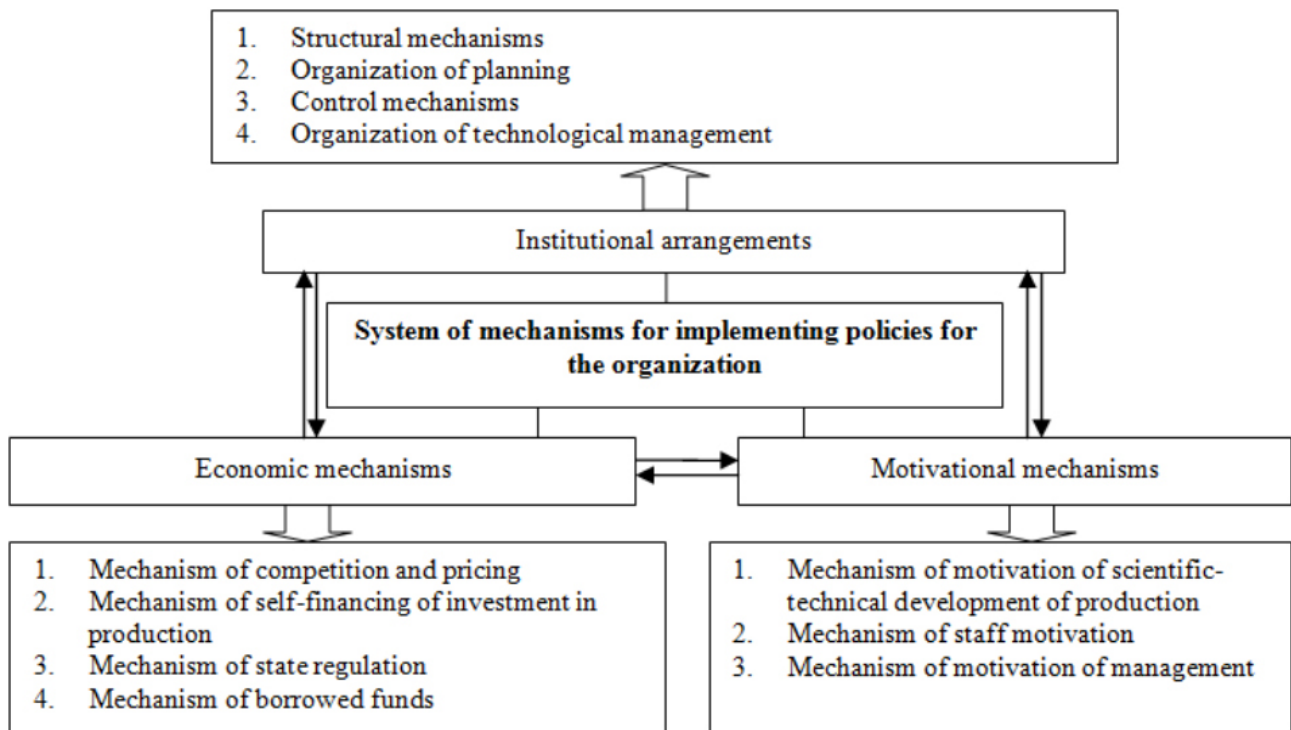 1. Structural mechanisms
2. Organization of planning
3. Control mechanisms
4. Organization of technological management
Institutional arrangements
System of mechanisms for implementing policies for
the organization
Economic mechanisms
Motivational mechanisms
1. Mechanism of competition and pricing
2. Mechanism of self-financing of investment in
production
3. Mechanism of state regulation
4. Mechanism of borrowed funds
1. Mechanism of motivation of scientific-
technical development of production
2. Mechanism of staff motivation
3. Mechanism of motivation of management